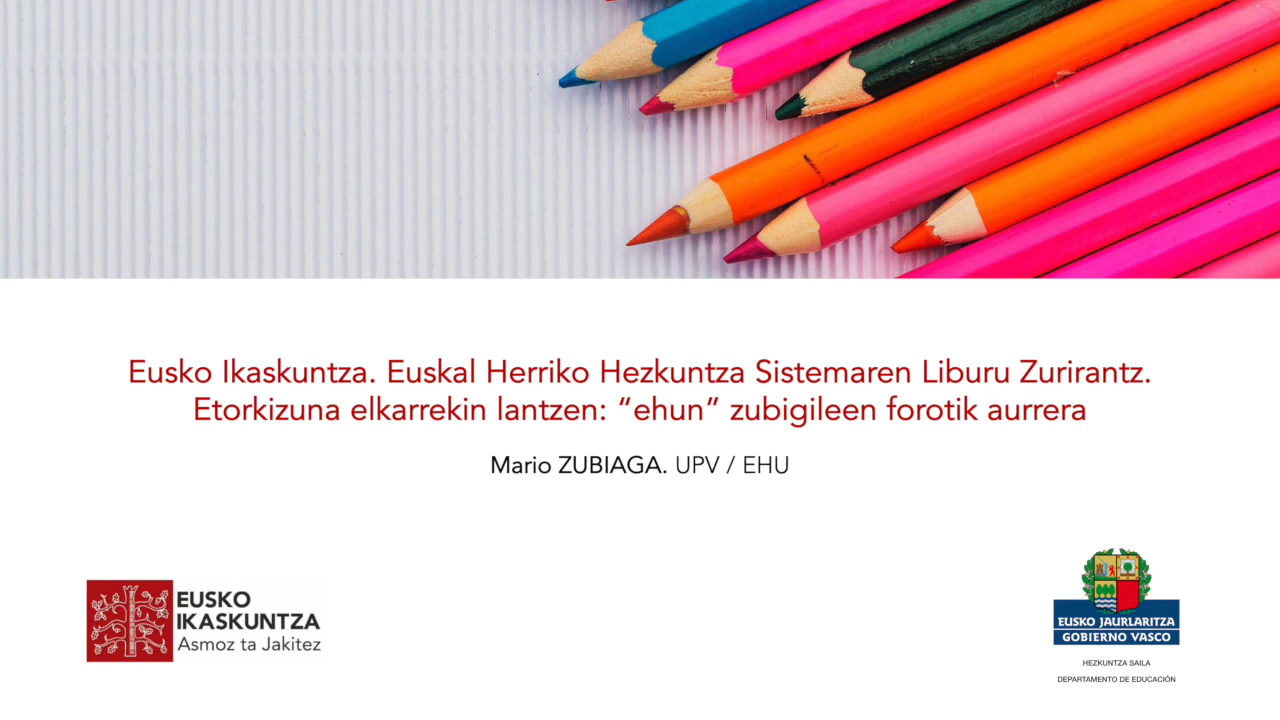 Eusko Ikaskuntza. Euskal Herriko Hezkuntza Sistemaren Liburu Zurirantz.
Etorkizuna elkarrekin lantzen: “ehun” zubigileen forotik aurrera
Mario ZUBIAGA. UPV / EHU
EUSKO
IKASKUNTZA
Asmoz ta Jakitez
EUSKO JAURLARITZA
GOBIERNO VASCO
HEZKUNTZA SAILA
DEPARTAMENTO DE EDUCACIÓN